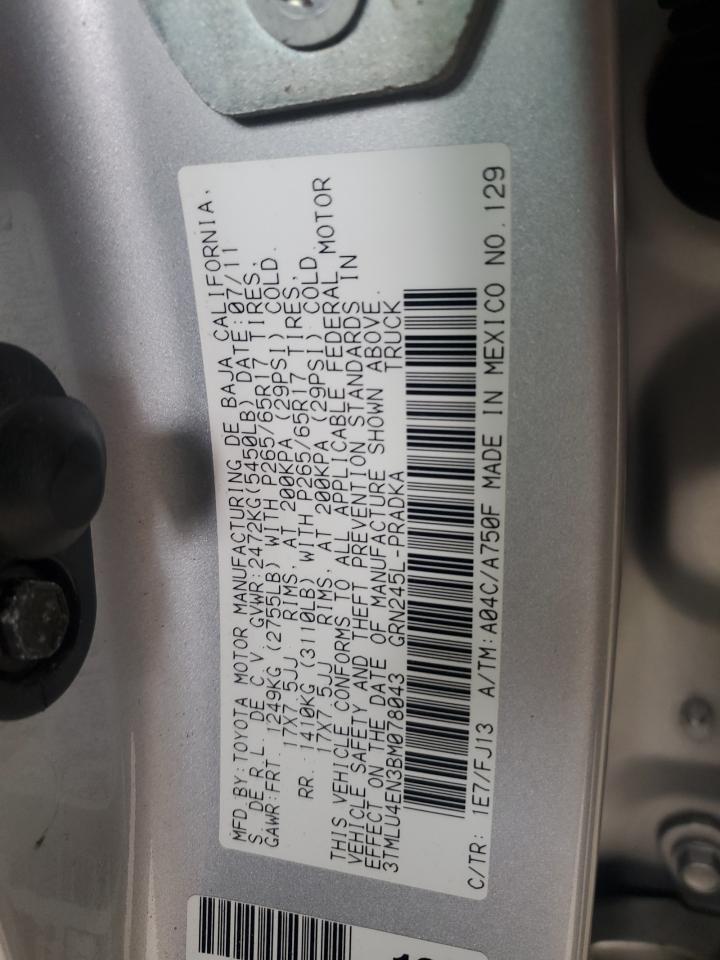 MFD. BY: TOYOTA MOTOR MANUFACTURING DE BAJA CALIFORNIA,
S. DE R.L. DE C.V. GVWR: 2472KG(5450LB) DATE: 07/11
GAWR: FRT. 1249KG (2755LB) WITH P265/65R17 TIRES,
17X7.5JJ RIMS, AT 200KPA (29PSI) COLD.
RR. 1410KG (3110LB) WITH P265/65R17 TIRES,
17X7.5JJ RIMS, AT 200KPA (29PSI) COLD.
THIS VEHICLE CONFORMS TO ALL APPLICABLE FEDERAL MOTOR
VEHICLE SAFETY AND THEFT PREVENTION STANDARDS IN
EFFECT ON THE DATE OF MANUFACTURE SHOWN ABOVE.
3TMLU4EN3BM078043 GRN245L-PRADKA TRUCK
C/TR: 1E7/FJ13 A/TM: A04C/A750F MADE IN MEXICO NO. 129